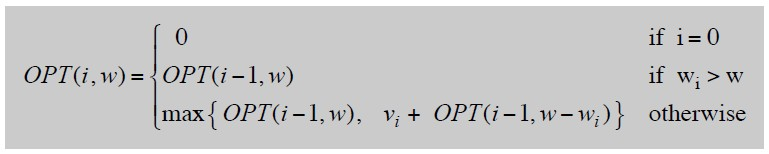 0 if i=0
OPT(i, w) = OPT(i−1, w) if wᵢ > w
max{ OPT(i−1, w), vᵢ + OPT(i−1, w−wᵢ)} otherwise